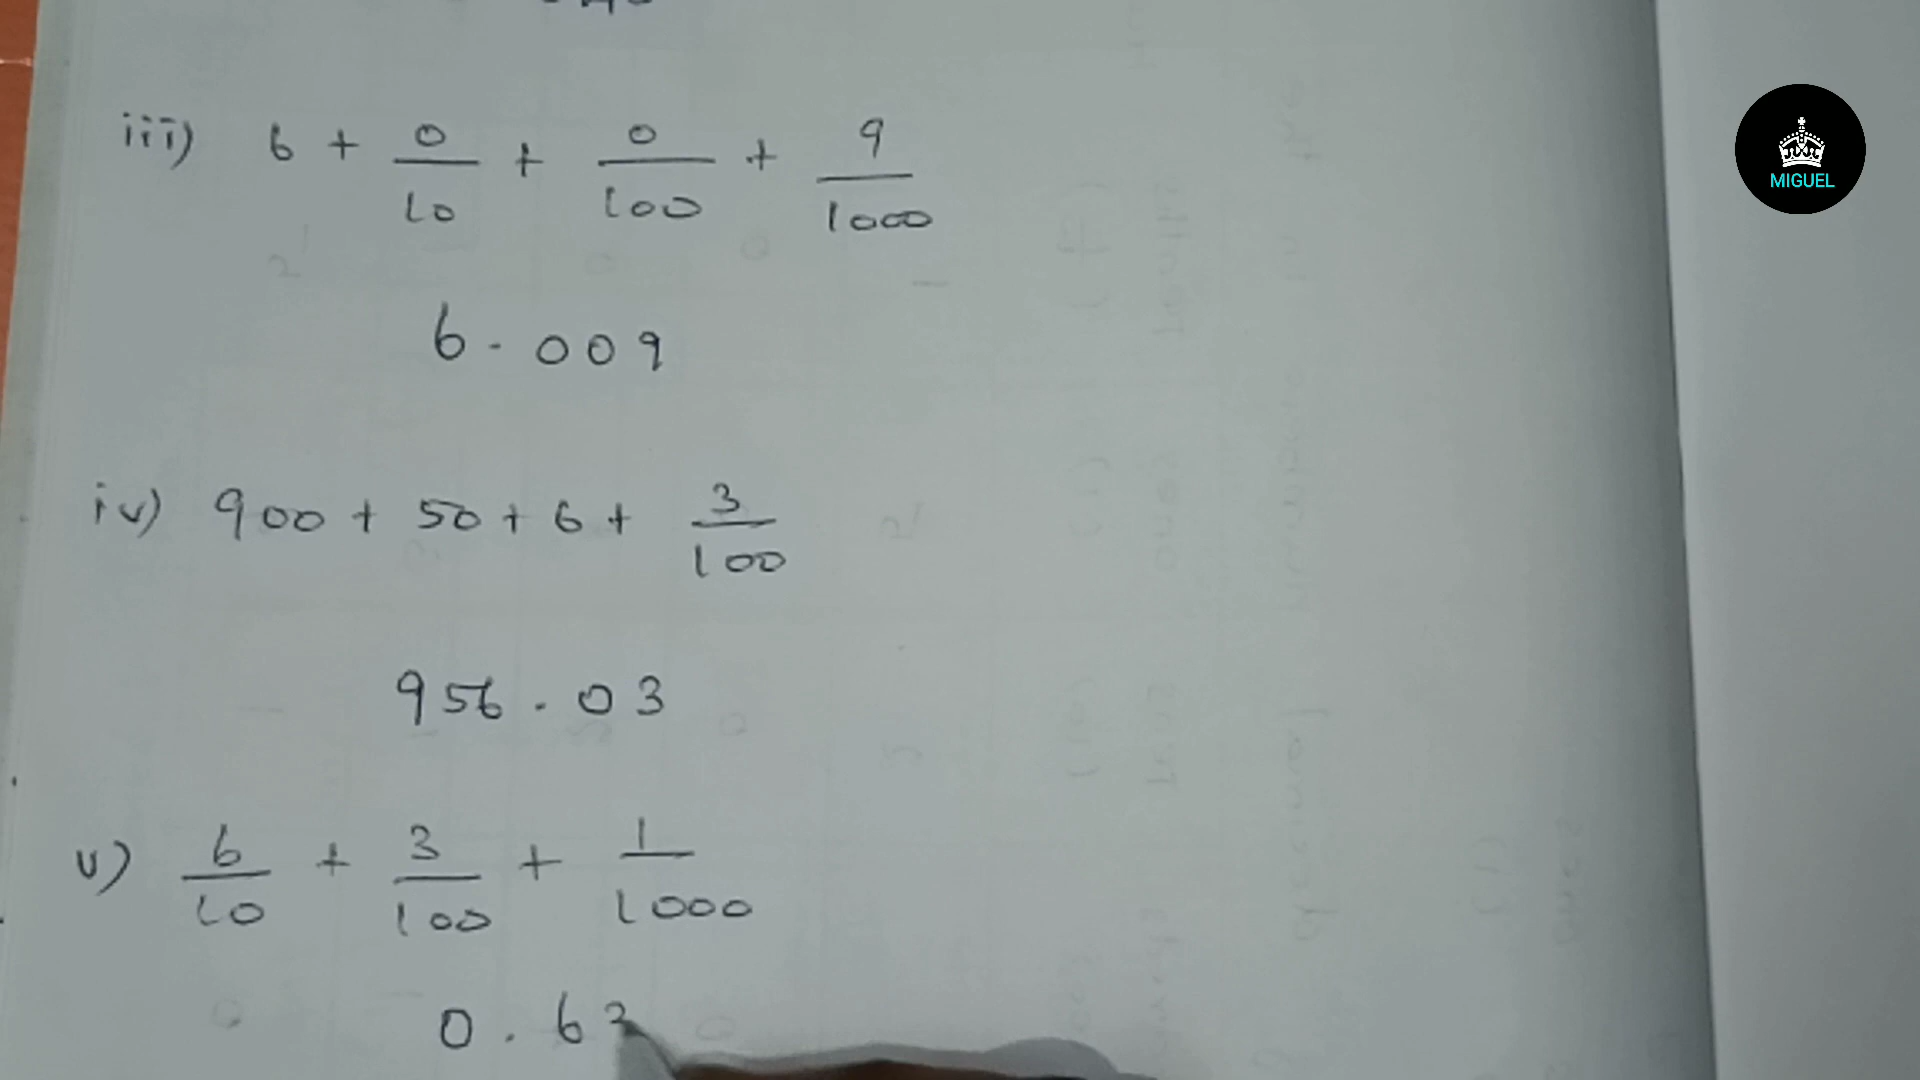 iii) 6 + 0/10 + 0/100 + 9/1000
6.009
iv) 900 + 50 + 6 + 3/100
956.03
v) 6/10 + 3/100 + 1/1000
0.63
MIGUEL